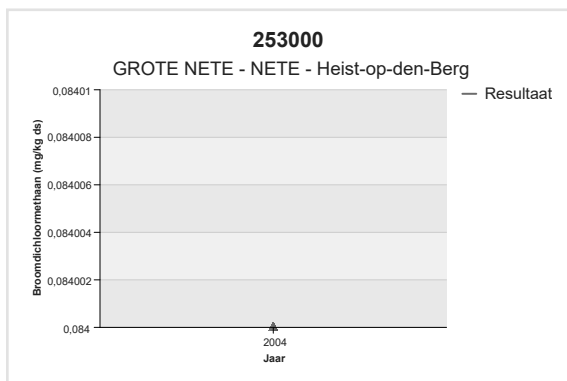 253000
GROTE NETE - NETE - Heist-op-den-Berg
Resultaat
Broomdichloormethaan (mg/kg ds)
0,08401
0,084008
0,084006
0,084004
0,084002
0,084
2004
Jaar